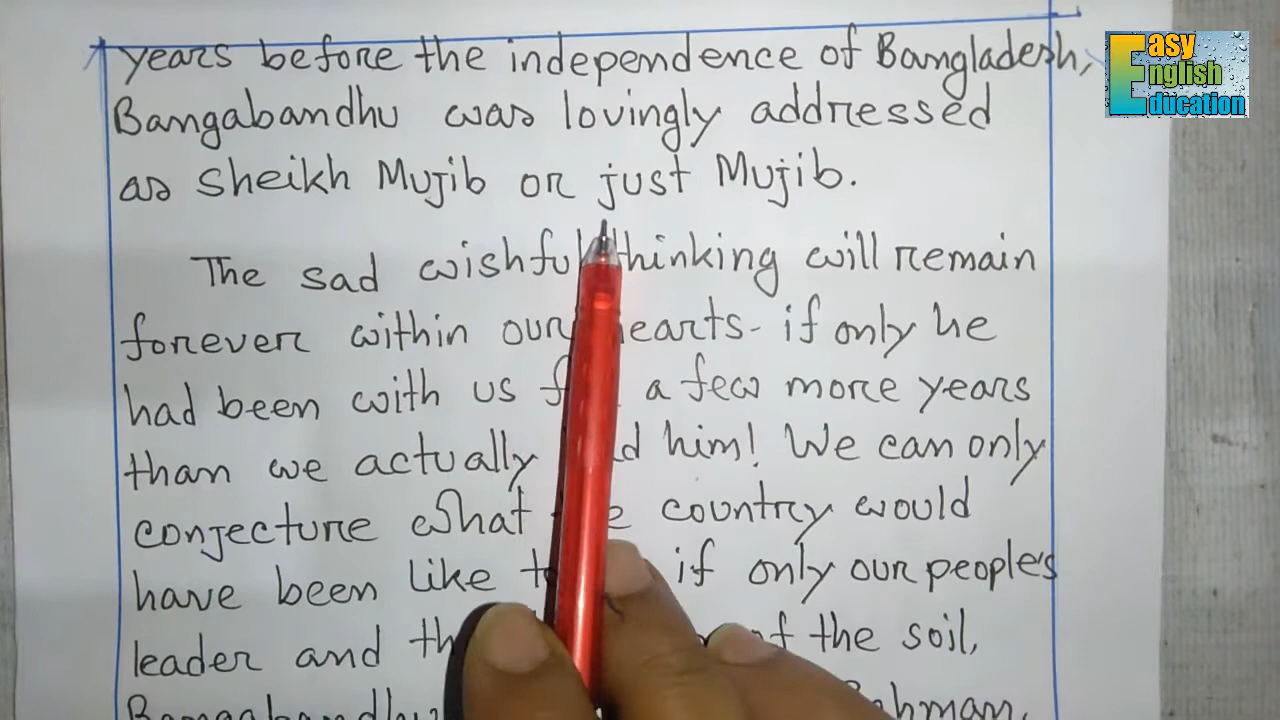 years before the independence of Bangladesh,
Bangabandhu was lovingly addressed
as Sheikh Mujib or just Mujib.
The sad wishful thinking will remain
forever within our hearts - if only he
had been with us a few more years
than we actually him! We can only
conjecture what country would
have been like if only our people's
leader and of the soil,
Easy
English
Education